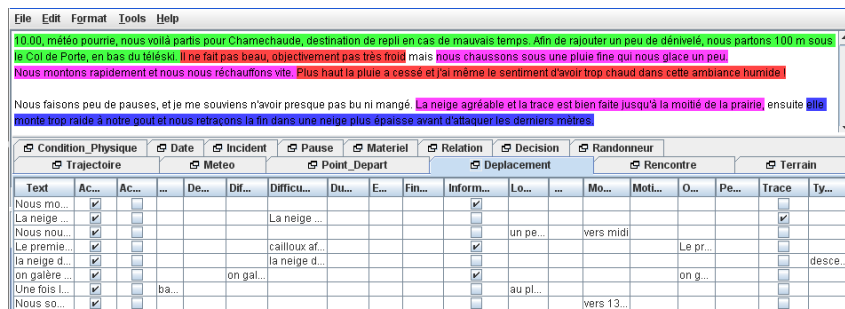 File Edit Format Tools Help
10.00, météo pourrie, nous voilà partis pour Chamechaude, destination de repli en cas de mauvais temps. Afin de rajouter un peu de dénivelé, nous partons 100 m sous
le Col de Porte, en bas du téléski. Il ne fait pas beau, objectivement pas très froid mais nous chaussons sous une pluie fine qui nous glace un peu.
Nous montons rapidement et nous nous réchauffons vite. Plus haut la pluie a cessé et j'ai même le sentiment d'avoir trop chaud dans cette ambiance humide !
Nous faisons peu de pauses, et je me souviens n'avoir presque pas bu ni mangé. La neige agréable et la trace est bien faite jusqu'à la moitié de la prairie, ensuite elle
monte trop raide à notre gout et nous retraçons la fin dans une neige plus épaisse avant d'attaquer les derniers mètres.
Condition_Physique Date Incident Pause Materiel Relation Decision Randonneur
Trajectoire Meteo Point_Depart Deplacement Rencontre Terrain
Text Ac... Ac... ... De... Dif... Difficu... Du... E... Fin... Inform... Lo... ... Mo... Moti... O... Pe... Trace Ty...
Nous mo...
La neige ... La neige ...
Nous nou... un pe... vers midi
Le premie... cailloux af... Le pr...
la neige d... la neige d... desce...
on galère ... on gal... on g...
Une fois l... ba... au pl...
Nous so... vers 13...